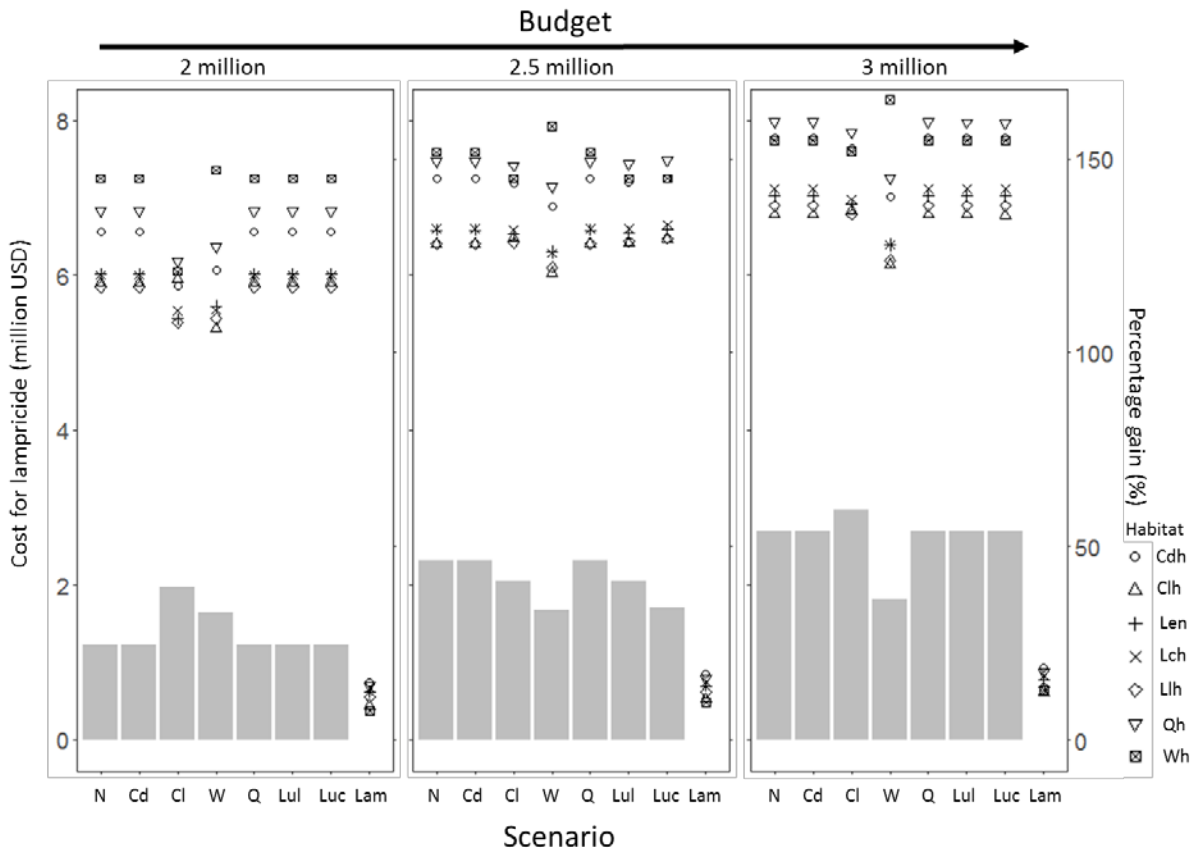 Budget
2 million 2.5 million 3 million
8
6
4
2
0
150
100
50
0
Cost for lampricide (million USD)
Percentage gain (%)
Habitat
Cdh
Clh
Len
Lch
Llh
Qh
Wh
N Cd Cl W Q Lul Luc Lam N Cd Cl W Q Lul Luc Lam N Cd Cl W Q Lul Luc Lam
Scenario